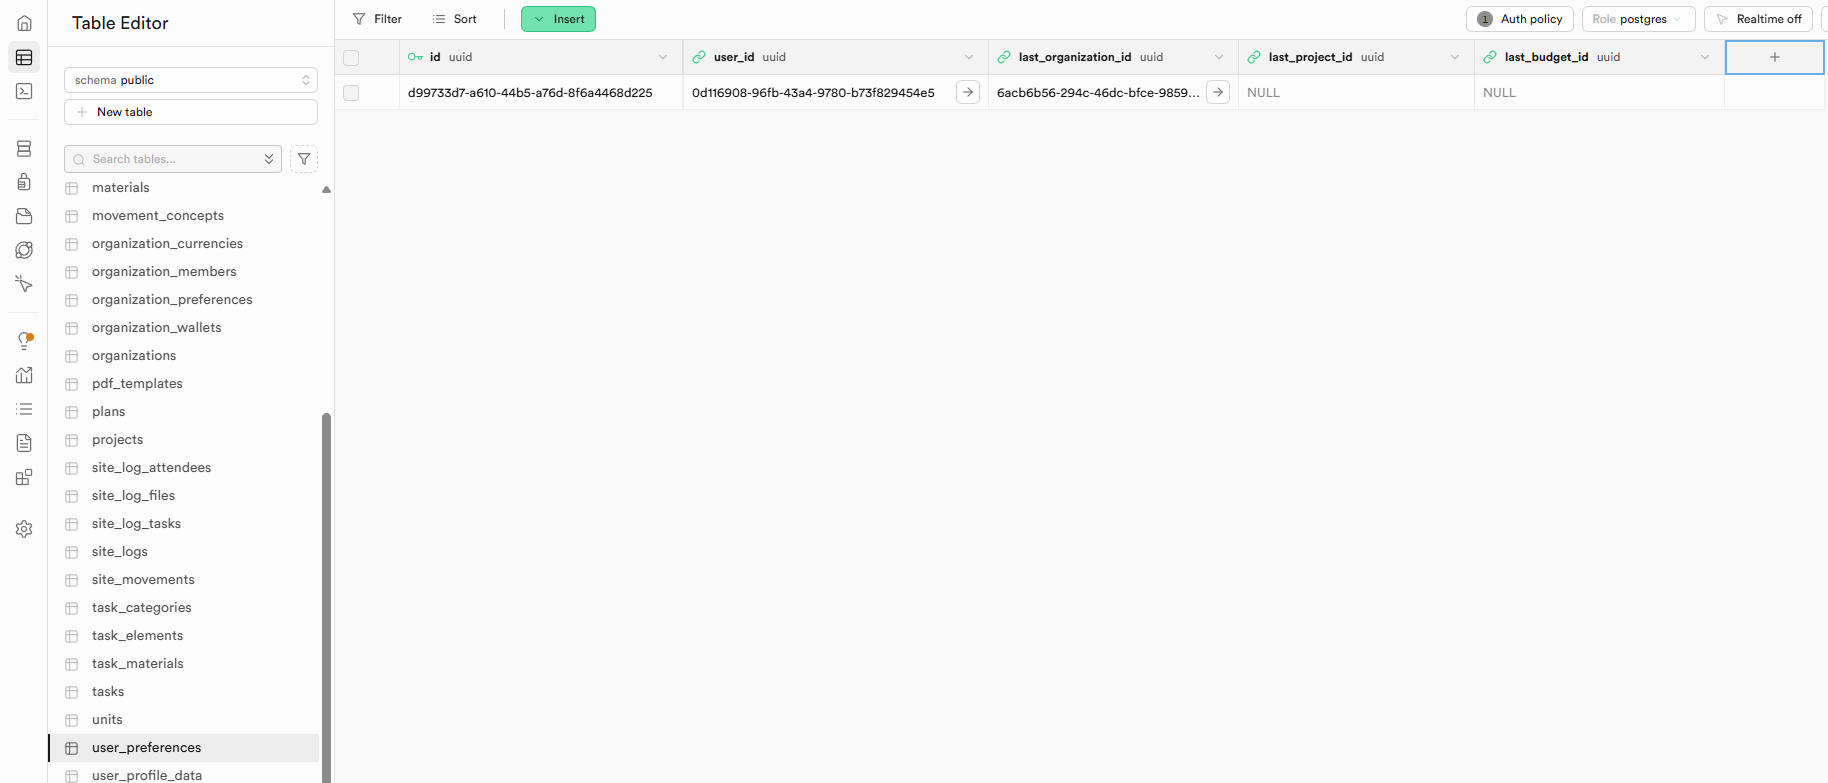 Table Editor
schema public
New table
Search tables...
materials
movement_concepts
organization_currencies
organization_members
organization_preferences
organization_wallets
organizations
pdf_templates
plans
projects
site_log_attendees
site_log_files
site_log_tasks
site_logs
site_movements
task_categories
task_elements
task_materials
tasks
units
user_preferences
user_profile_data
Filter Sort Insert 1 Auth policy Role postgres Realtime off
id uuid user_id uuid last_organization_id uuid last_project_id uuid last_budget_id uuid +
d99733d7-a610-44b5-a76d-8f6a4468d225 0d116908-96fb-43a4-9780-b73f829454e5 6acb6b56-294c-46dc-bfce-9859... NULL NULL